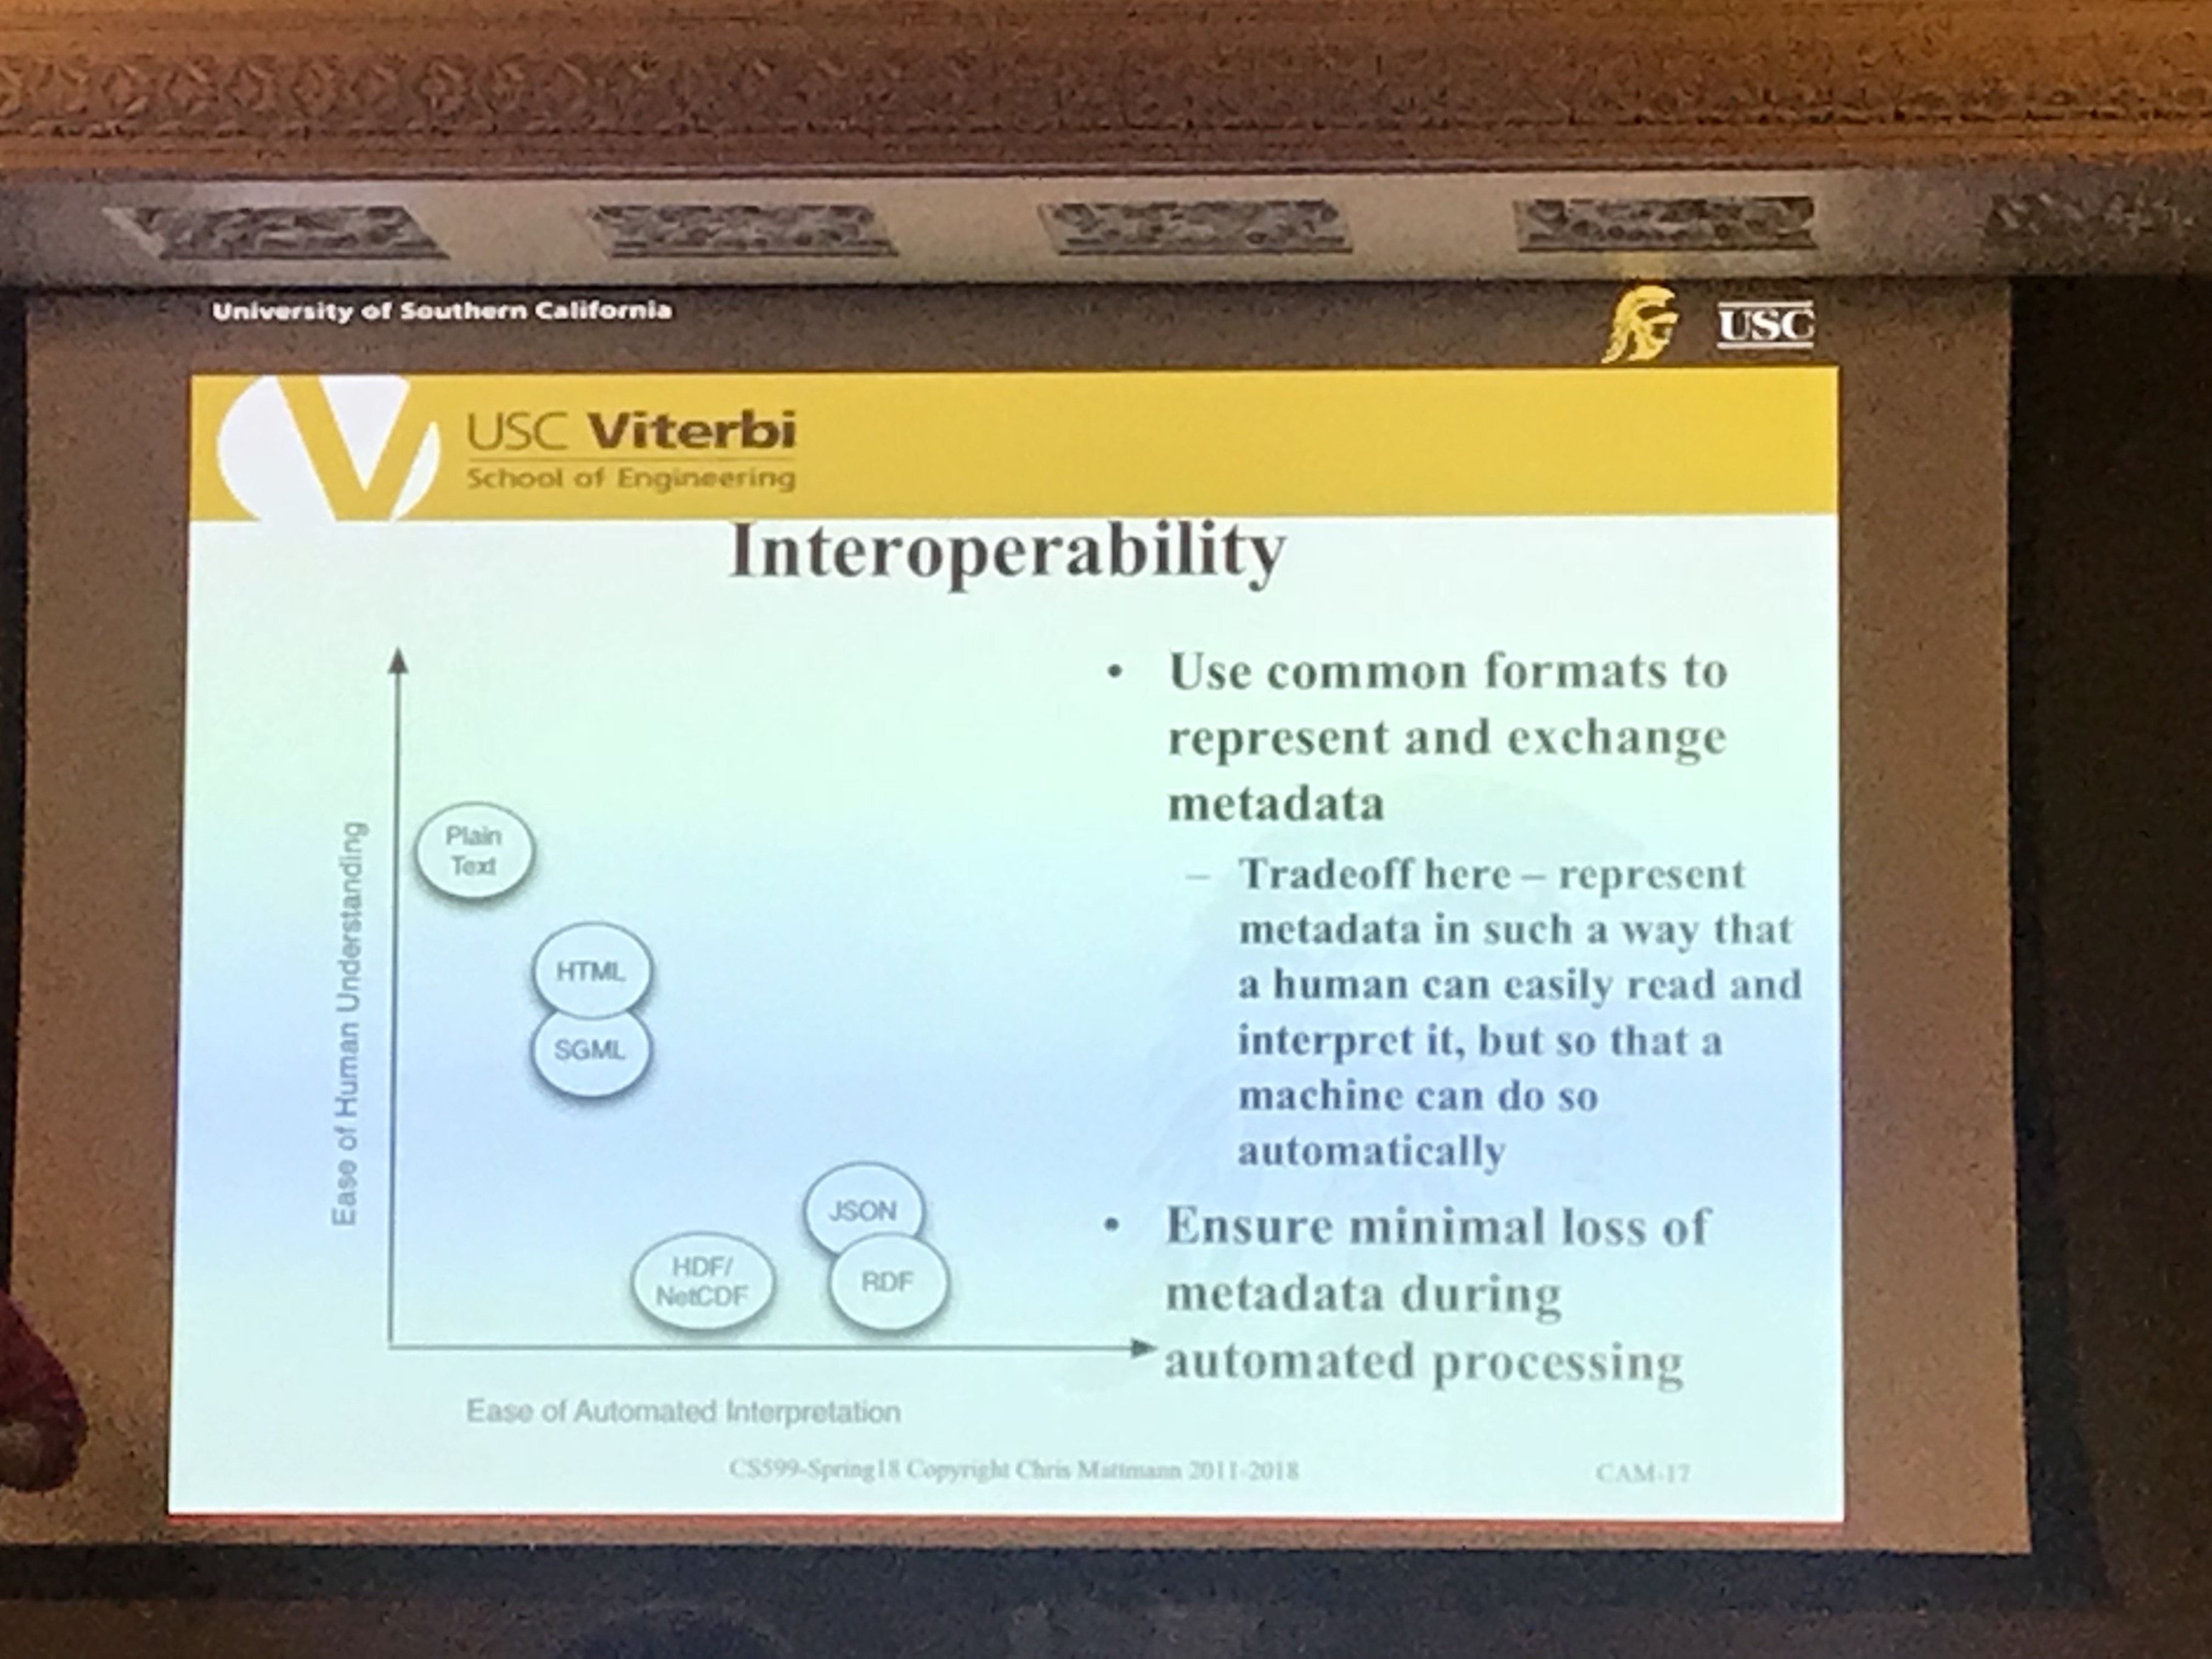 University of Southern California
USC
USC Viterbi
School of Engineering
Interoperability
• Use common formats to
represent and exchange
metadata
– Tradeoff here – represent
metadata in such a way that
a human can easily read and
interpret it, but so that a
machine can do so
automatically
• Ensure minimal loss of
metadata during
automated processing
Ease of Human Understanding
Plain
Text
HTML
SGML
JSON
HDF/
NetCDF
RDF
Ease of Automated Interpretation
CS599-Spring18 Copyright Chris Mattmann 2011-2018
CAM-17